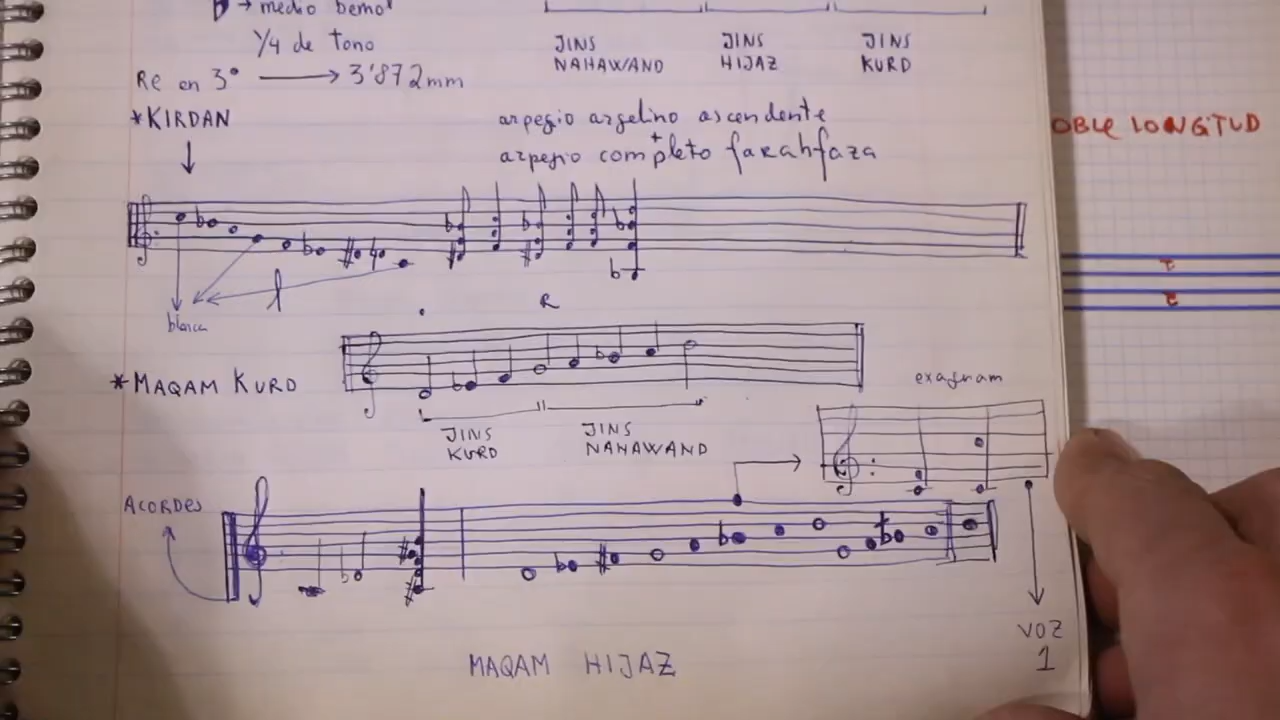 → medio bemol
1/4 de tono
JINS NAHAWAND
JINS HIJAZ
JINS KURD
Re en 3° → 3'872mm
*KIRDAN
arpegio argelino ascendente
arpegio completo farahfaza
OBLE LONGITUD
blanca
R
*MAQAM KURD
JINS KURD
JINS NAHAWAND
exagram
ACORDES
VOZ
1
MAQAM HIJAZ